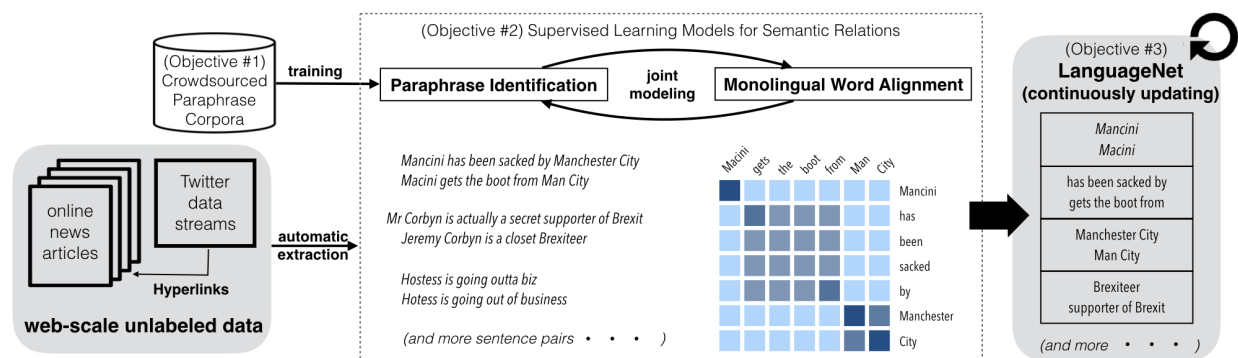 (Objective #1)
Crowdsourced
Paraphrase
Corpora
training
online
news
articles
Twitter
data
streams
Hyperlinks
web-scale unlabeled data
automatic
extraction
(Objective #2) Supervised Learning Models for Semantic Relations
Paraphrase Identification
joint
modeling
Monolingual Word Alignment
Mancini has been sacked by Manchester City
Macini gets the boot from Man City
Mr Corbyn is actually a secret supporter of Brexit
Jeremy Corbyn is a closet Brexiteer
Hostess is going outta biz
Hotess is going out of business
(and more sentence pairs • • • )
Macini
gets
the
boot
from
Man
City
Mancini
has
been
sacked
by
Manchester
City
(Objective #3)
LanguageNet
(continuously updating)
Mancini
Macini
has been sacked by
gets the boot from
Manchester City
Man City
Brexiteer
supporter of Brexit
(and more • • • )